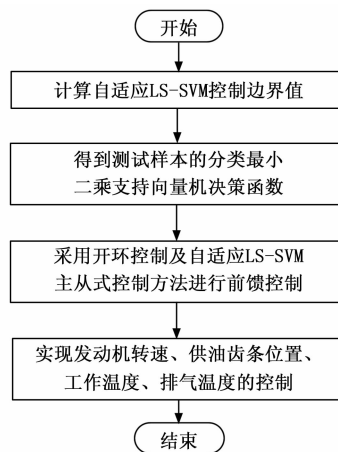 开始
计算自适应LS-SVM控制边界值
得到测试样本的分类最小
二乘支持向量机决策函数
采用开环控制及自适应LS-SVM
主从式控制方法进行前馈控制
实现发动机转速、供油齿条位置、
工作温度、排气温度的控制
结束